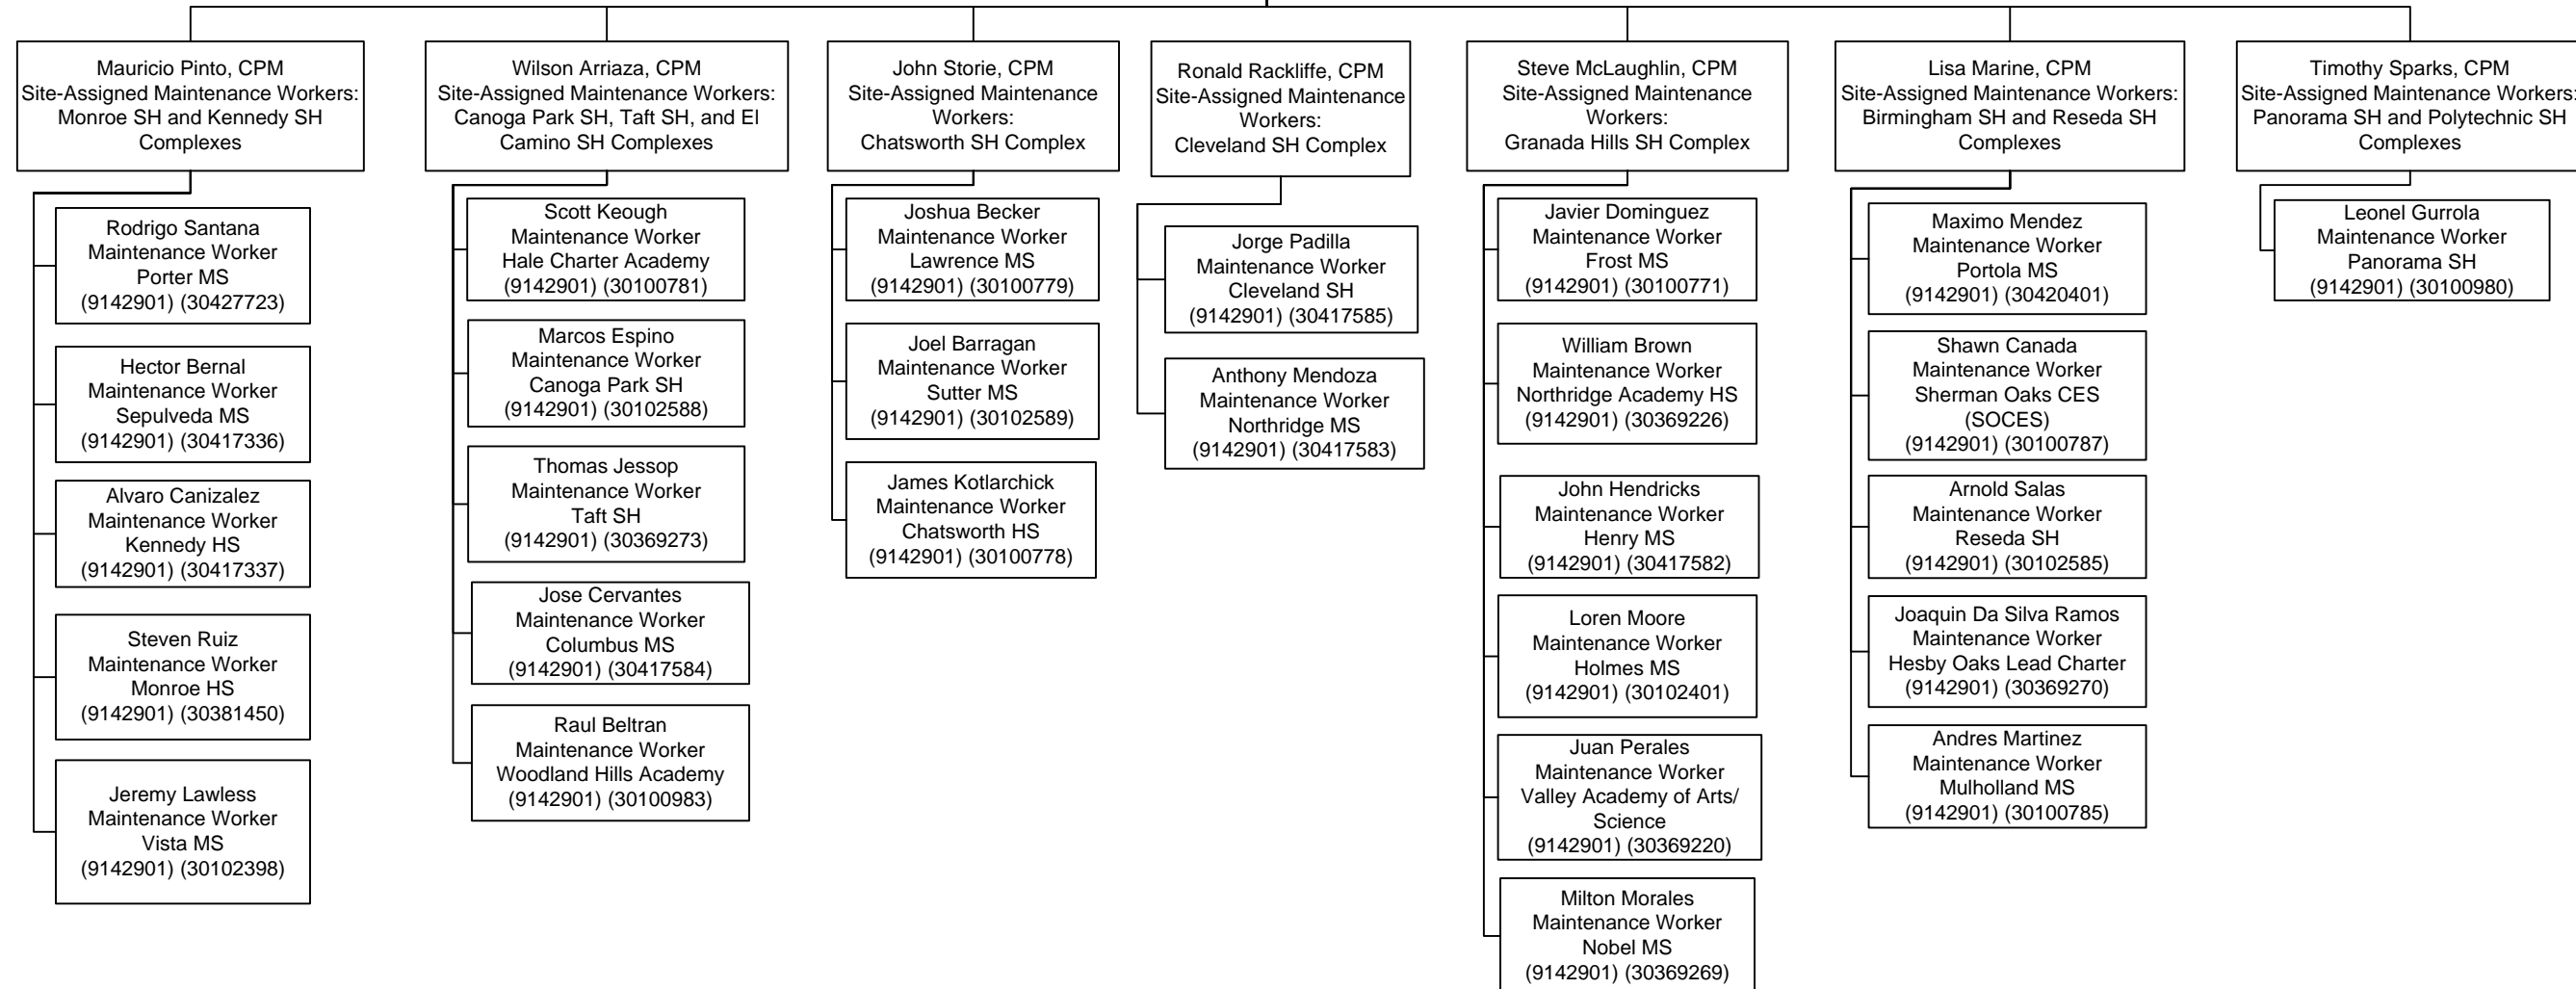 Mauricio Pinto, CPM
Site-Assigned Maintenance Workers:
Monroe SH and Kennedy SH
Complexes
Rodrigo Santana
Maintenance Worker
Porter MS
(9142901) (30427723)
Hector Bernal
Maintenance Worker
Sepulveda MS
(9142901) (30417336)
Alvaro Canizalez
Maintenance Worker
Kennedy HS
(9142901) (30417337)
Steven Ruiz
Maintenance Worker
Monroe HS
(9142901) (30381450)
Jeremy Lawless
Maintenance Worker
Vista MS
(9142901) (30102398)
Wilson Arriaza, CPM
Site-Assigned Maintenance Workers:
Canoga Park SH, Taft SH, and El
Camino SH Complexes
Scott Keough
Maintenance Worker
Hale Charter Academy
(9142901) (30100781)
Marcos Espino
Maintenance Worker
Canoga Park SH
(9142901) (30102588)
Thomas Jessop
Maintenance Worker
Taft SH
(9142901) (30369273)
Jose Cervantes
Maintenance Worker
Columbus MS
(9142901) (30417584)
Raul Beltran
Maintenance Worker
Woodland Hills Academy
(9142901) (30100983)
John Storie, CPM
Site-Assigned Maintenance
Workers:
Chatsworth SH Complex
Joshua Becker
Maintenance Worker
Lawrence MS
(9142901) (30100779)
Joel Barragan
Maintenance Worker
Sutter MS
(9142901) (30102589)
James Kotlarchick
Maintenance Worker
Chatsworth HS
(9142901) (30100778)
Ronald Rackliffe, CPM
Site-Assigned Maintenance
Workers:
Cleveland SH Complex
Jorge Padilla
Maintenance Worker
Cleveland SH
(9142901) (30417585)
Anthony Mendoza
Maintenance Worker
Northridge MS
(9142901) (30417583)
Steve McLaughlin, CPM
Site-Assigned Maintenance
Workers:
Granada Hills SH Complex
Javier Dominguez
Maintenance Worker
Frost MS
(9142901) (30100771)
William Brown
Maintenance Worker
Northridge Academy HS
(9142901) (30369226)
John Hendricks
Maintenance Worker
Henry MS
(9142901) (30417582)
Loren Moore
Maintenance Worker
Holmes MS
(9142901) (30102401)
Juan Perales
Maintenance Worker
Valley Academy of Arts/
Science
(9142901) (30369220)
Milton Morales
Maintenance Worker
Nobel MS
(9142901) (30369269)
Lisa Marine, CPM
Site-Assigned Maintenance Workers:
Birmingham SH and Reseda SH
Complexes
Maximo Mendez
Maintenance Worker
Portola MS
(9142901) (30420401)
Shawn Canada
Maintenance Worker
Sherman Oaks CES
(SOCES)
(9142901) (30100787)
Arnold Salas
Maintenance Worker
Reseda SH
(9142901) (30102585)
Joaquin Da Silva Ramos
Maintenance Worker
Hesby Oaks Lead Charter
(9142901) (30369270)
Andres Martinez
Maintenance Worker
Mulholland MS
(9142901) (30100785)
Timothy Sparks, CPM
Site-Assigned Maintenance Workers:
Panorama SH and Polytechnic SH
Complexes
Leonel Gurrola
Maintenance Worker
Panorama SH
(9142901) (30100980)